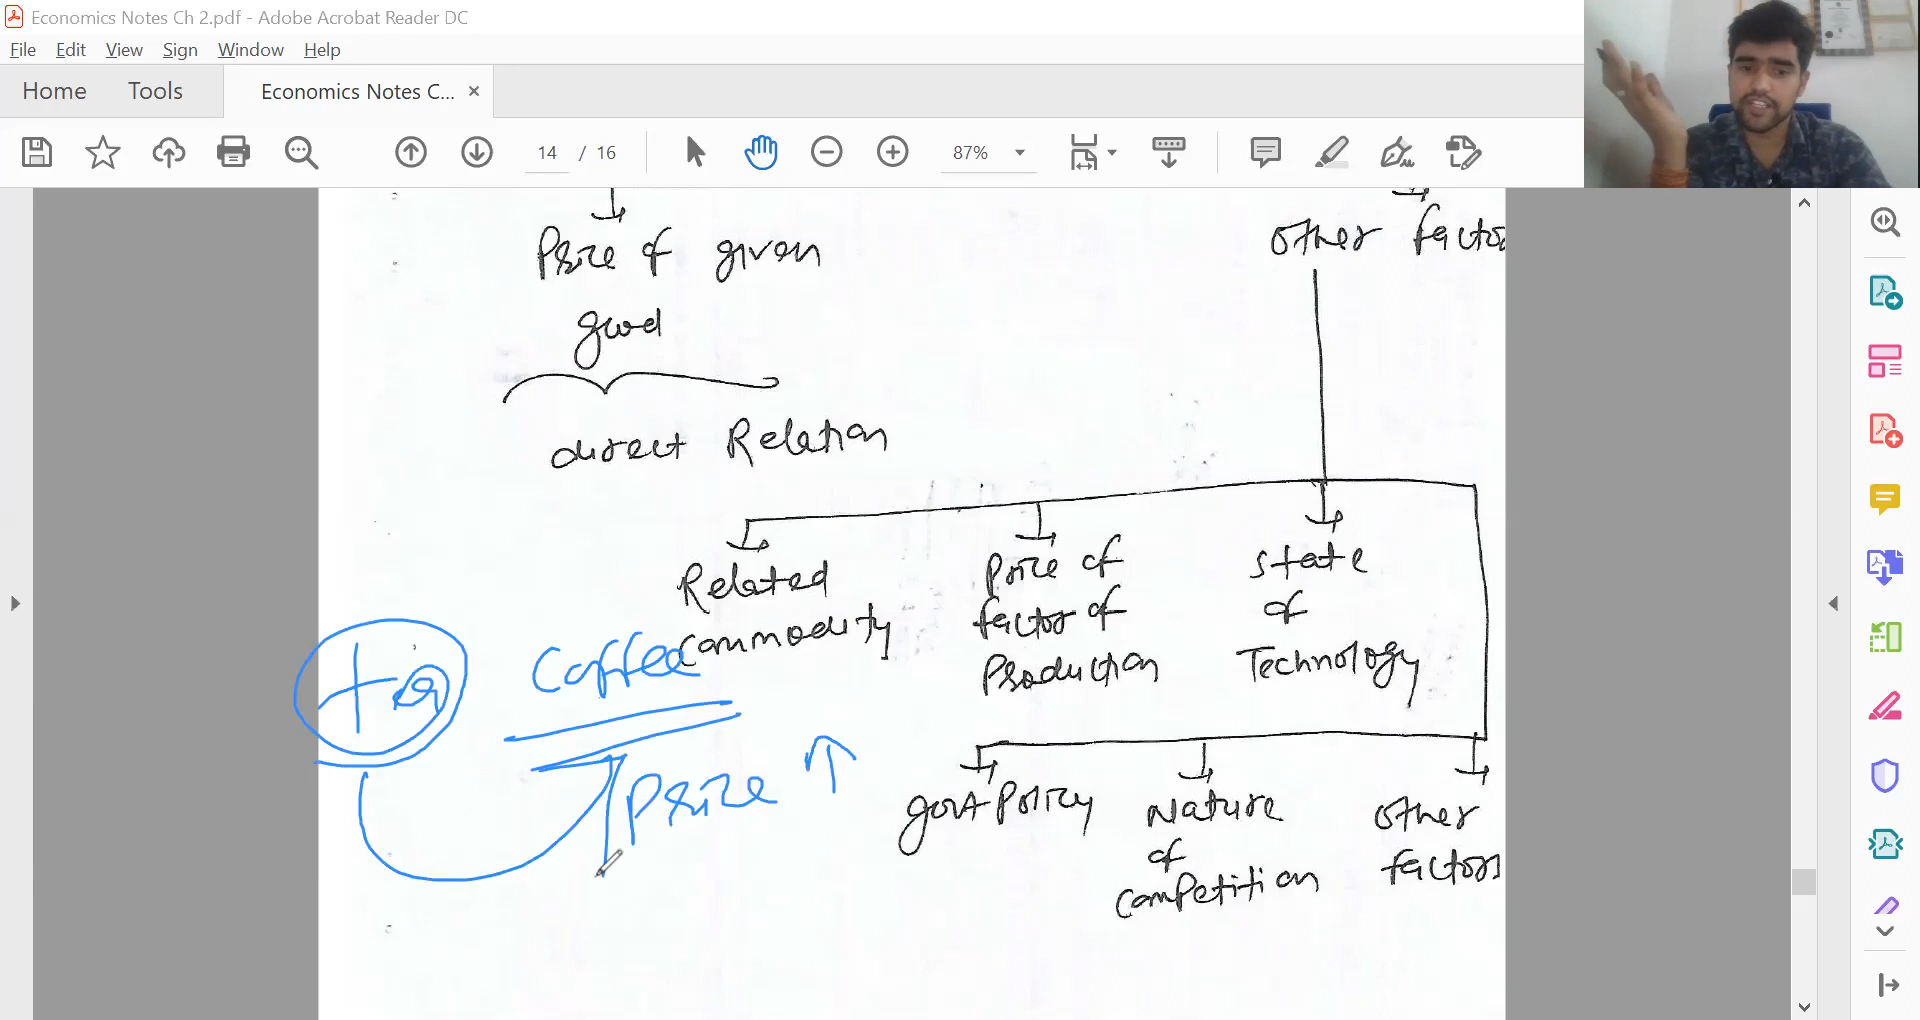 Economics Notes Ch 2.pdf - Adobe Acrobat Reader DC
File Edit View Sign Window Help
Home Tools Economics Notes C... ×
14 / 16 87%
Price of given
good
direct Relation
other factors
Related
commodity
Price of
factor of
Production
state
of
Technology
govt Policy
Nature
of
competition
other
factors
Tea
Coffee
Price ↑